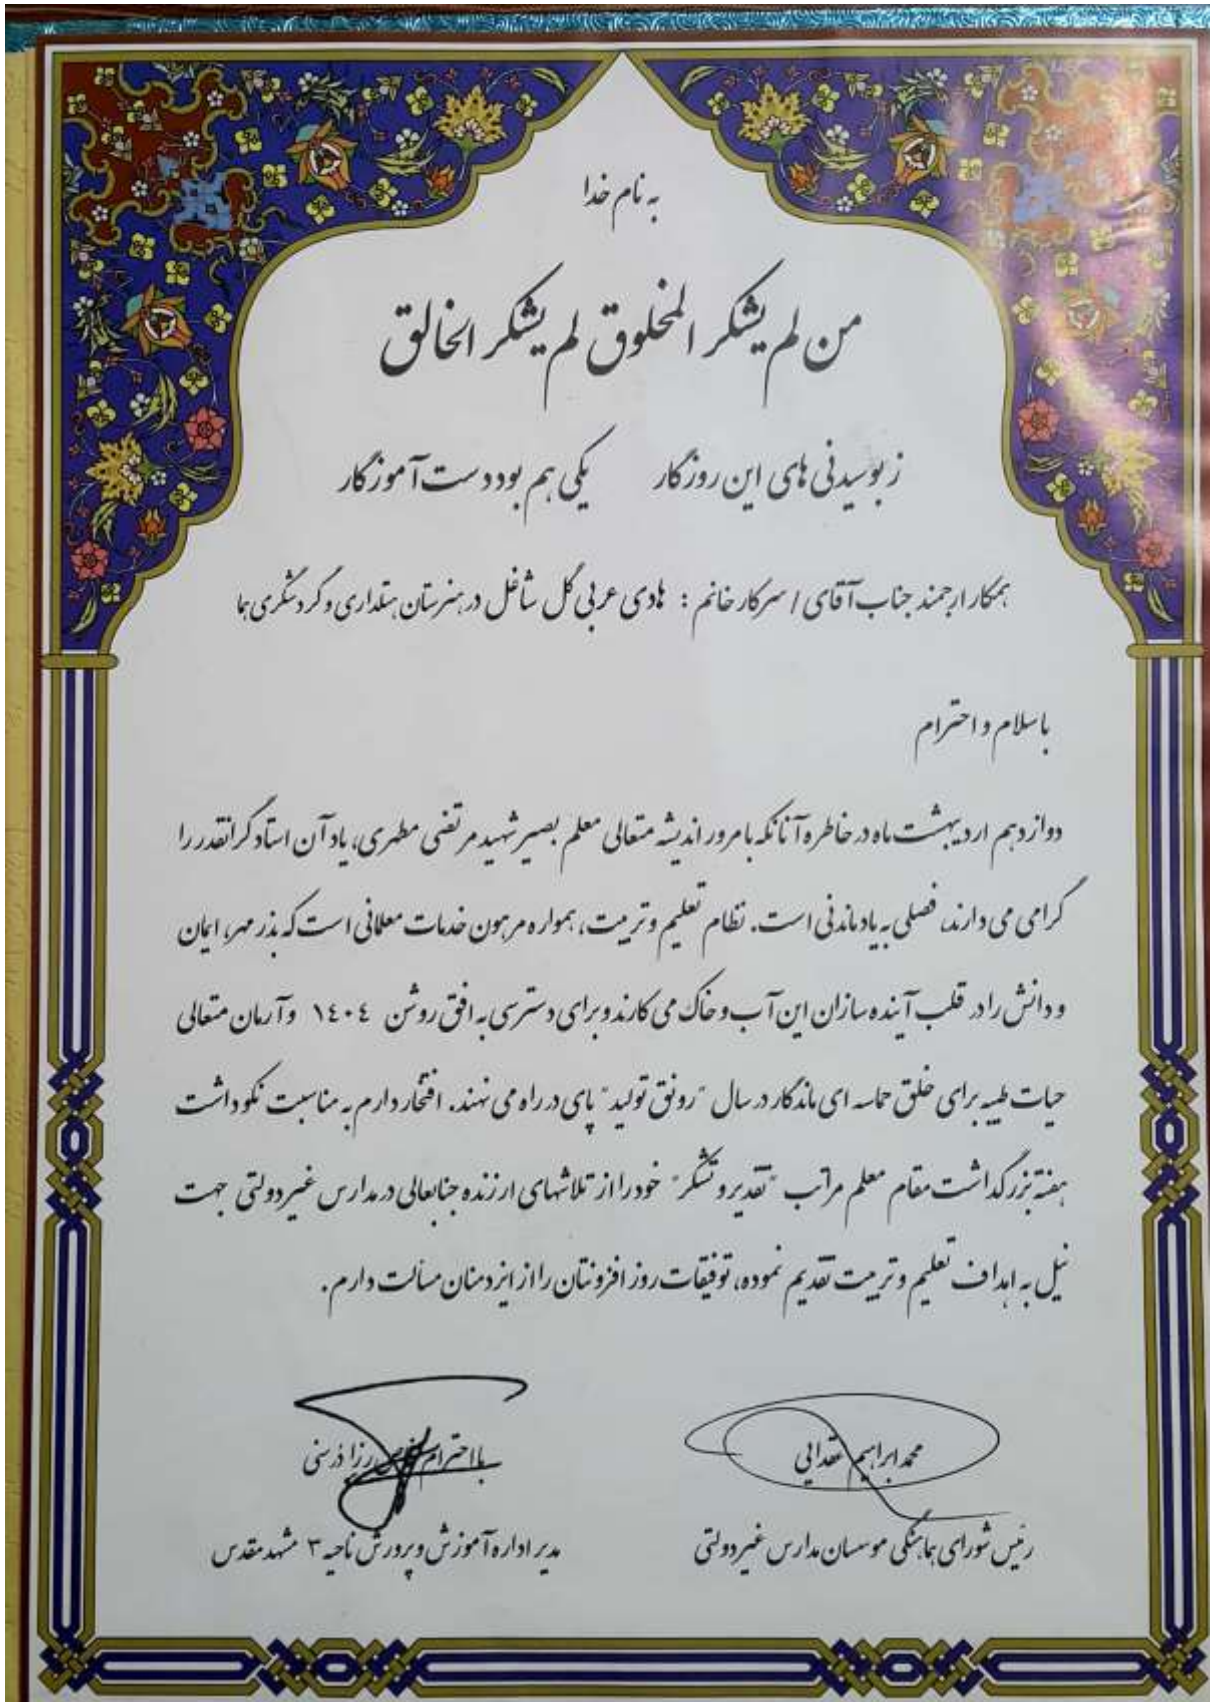 به نام خدا
من لم يشكر المخلوق لم يشكر الخالق
ز بوسیدنی های این روزگار یکی هم بود دست آموزگار
همکار ارجمند جناب آقای / سرکار خانم : هادی عربی گل شاغل در هنرستان هتلداری و گردشگری هما
باسلام و احترام
دوازدهم اردیبهشت ماه در خاطره آنانکه با مرور اندیشه متعالی معلم بصیر شهید مرتضی مطهری، یاد آن استاد گرانقدر را
گرامی می دارند، فصلی به یاد ماندنی است. نظام تعلیم و تربیت، همواره مرهون خدمات معلمانی است که بذر مهر، ایمان
و دانش را در قلب آینده سازان این آب و خاک می کارند و برای دسترسی به افق روشن ۱٤۰٤ و آرمان متعالی
حیات طیبه برای خلق حماسه ای ماندگار در سال "رونق تولید" پای در راه می نهند. افتخار دارم به مناسبت نکوداشت
هفته بزرگداشت مقام معلم مراتب "تقدیر و تشکر" خود را از تلاشهای ارزنده جنابعالی در مدارس غیردولتی جهت
نیل به اهداف تعلیم و تربیت تقدیم نموده، توفیقات روز افزونتان را از ایزد منان مسألت دارم.
محمد ابراهیم عقدایی
رئیس شورای هماهنگی موسسان مدارس غیردولتی
با احترام
مدیر اداره آموزش و پرورش ناحیه ۳ مشهد مقدس